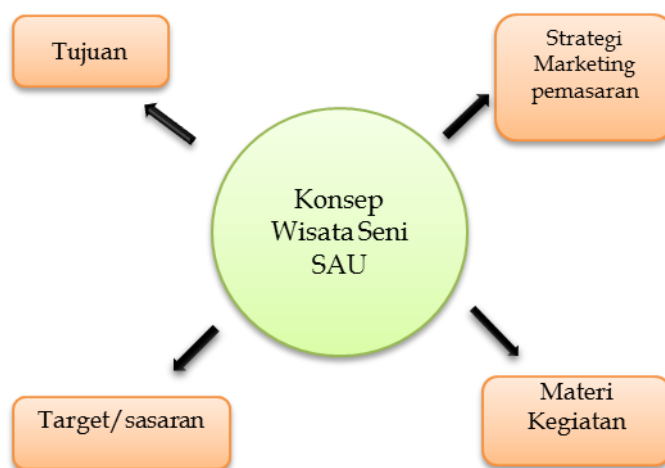 Tujuan
Strategi
Marketing
pemasaran
Konsep
Wisata Seni
SAU
Target/ sasaran
Materi
Kegiatan